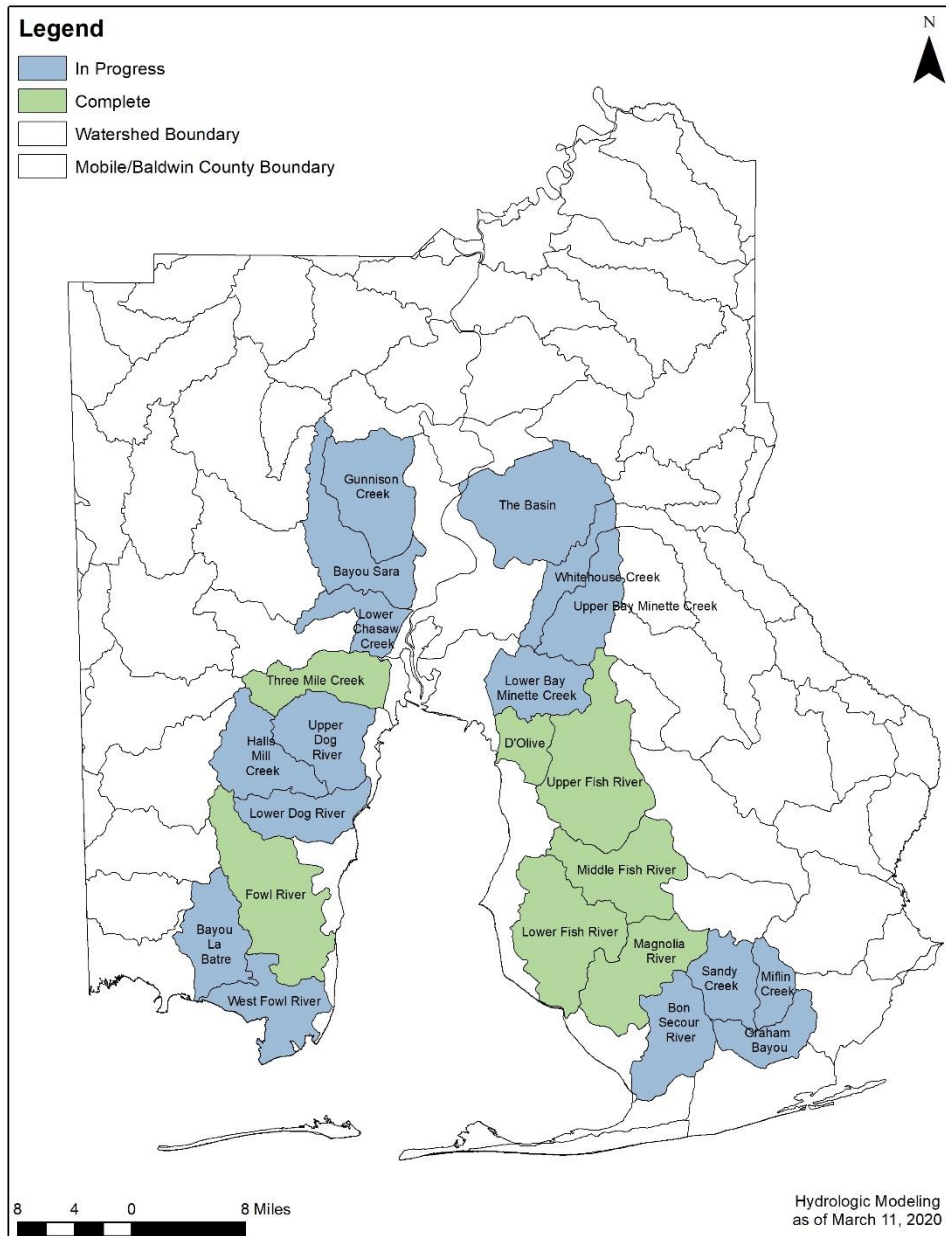 Legend
N
In Progress
Complete
Watershed Boundary
Mobile/Baldwin County Boundary
Gunnison
Creek
The Basin
Bayou Sara
Whitehouse Creek
Upper Bay Minette Creek
Lower
Chasaw
Creek
Three Mile Creek
Lower Bay
Minette Creek
Upper
Dog
River
Halls
Mill
Creek
D'Olive
Upper Fish River
Lower Dog River
Middle Fish River
Fowl River
Lower Fish River
Magnolia
River
Bayou
La
Batre
Sandy
Creek
Miflin
Creek
West Fowl River
Bon
Secour
River
Graham
Bayou
8 4 0 8 Miles
Hydrologic Modeling
as of March 11, 2020